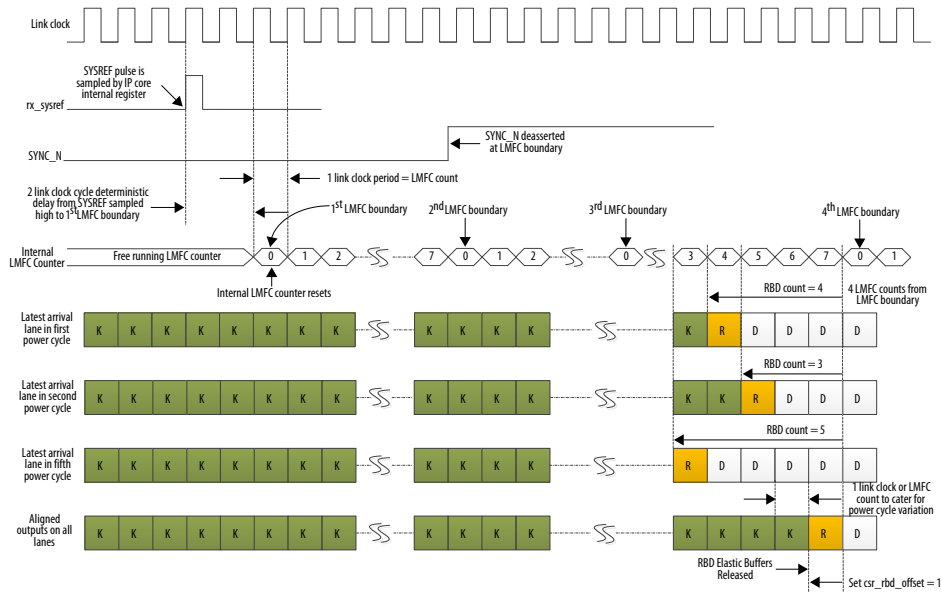 Link clock
SYSREF pulse is
sampled by IP core
internal register
rx_sysref
SYNC_N deasserted
at LMFC boundary
SYNC_N
1 link clock period = LMFC count
2 link clock cycle deterministic
delay from SYSREF sampled
high to 1st LMFC boundary
1st LMFC boundary
2nd LMFC boundary
3rd LMFC boundary
4th LMFC boundary
Internal
LMFC Counter
Free running LMFC counter
0 1 2 7 0 1 2 0 3 4 5 6 7 0 1
Internal LMFC counter resets
RBD count = 4
4 LMFC counts from
LMFC boundary
Latest arrival
lane in first
power cycle
K K K K K K K K K K K K K R D D D D
RBD count = 3
Latest arrival
lane in second
power cycle
K K K K K K K K K K K K K K R D D D
RBD count = 5
Latest arrival
lane in fifth
power cycle
K K K K K K K K K K K K R D D D D D
1 link clock or LMFC
count to cater for
power cycle variation
Aligned
outputs on all
lanes
K K K K K K K K K K K K K K K K R D
RBD Elastic Buffers
Released
Set csr_rbd_offset = 1